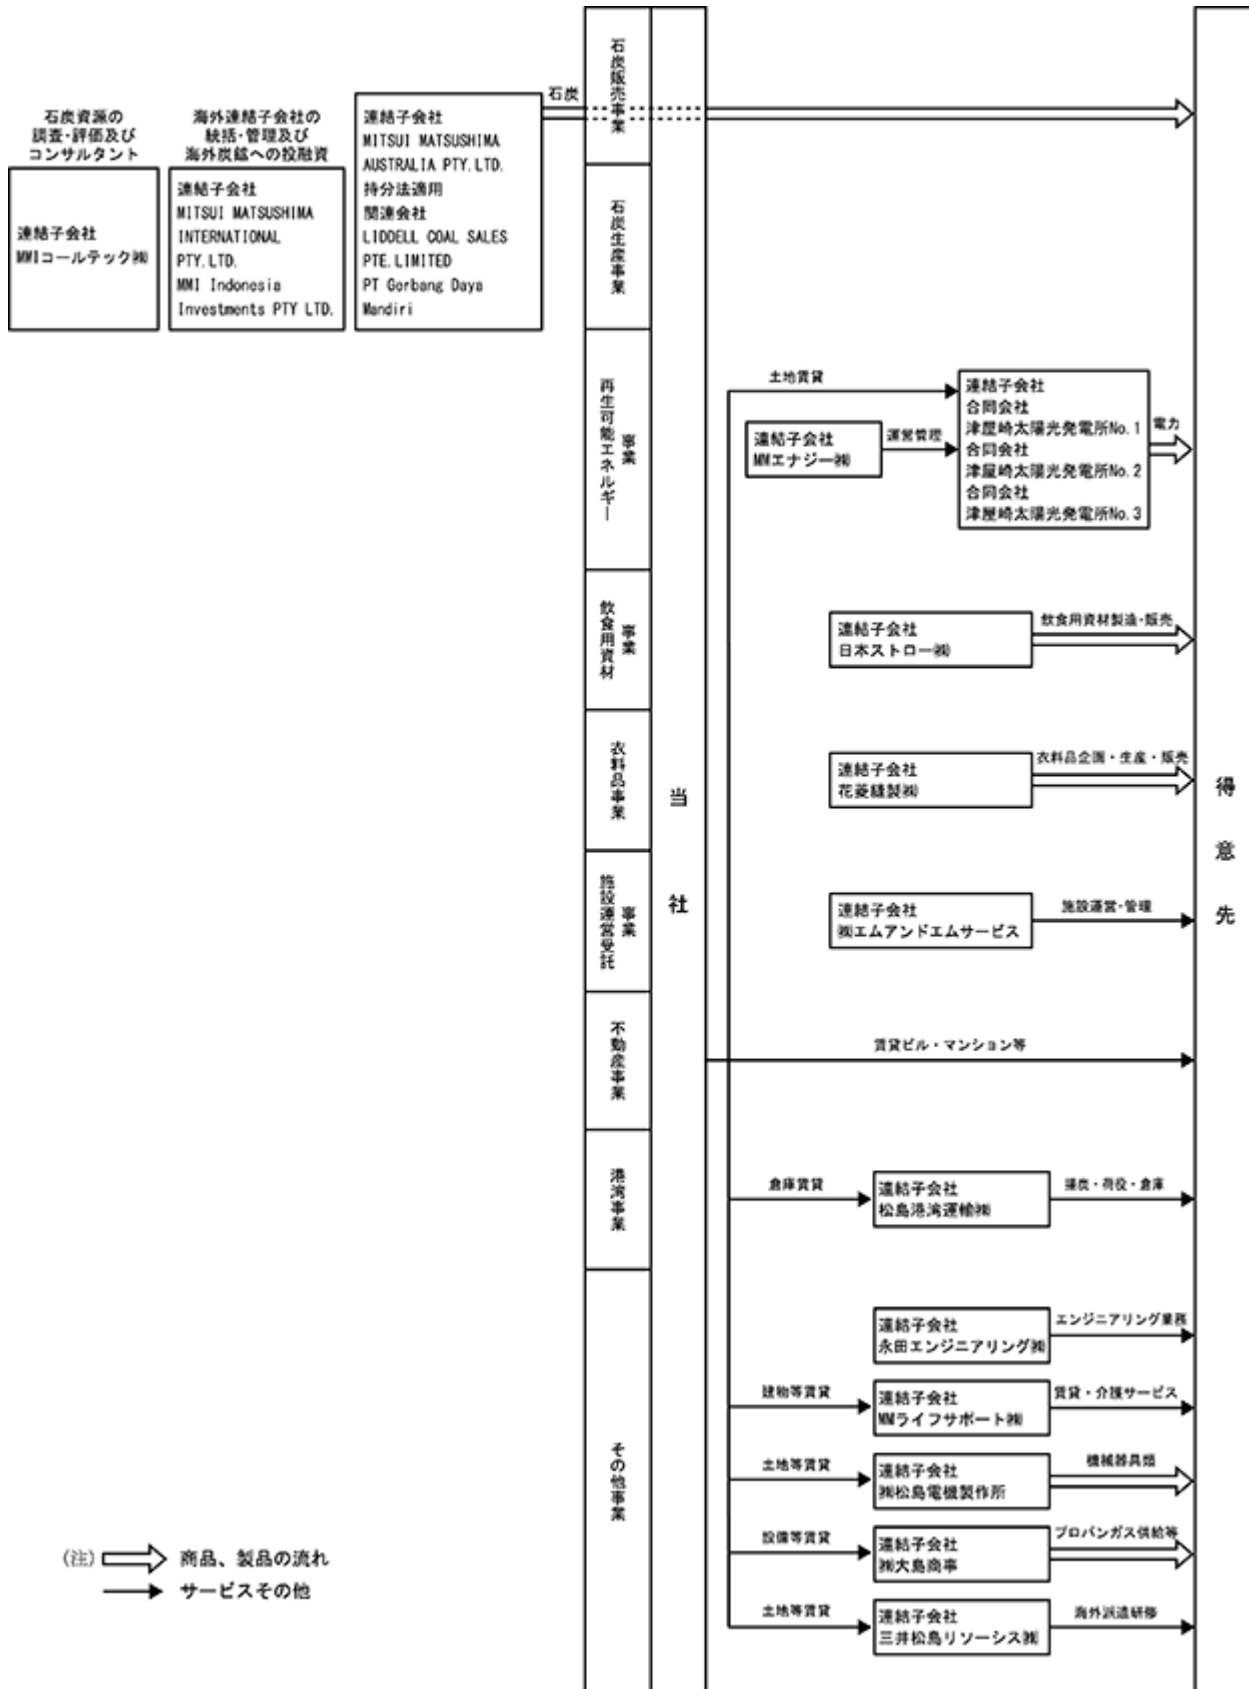 石炭資源の
調査・評価及び
コンサルタント
連結子会社
MMIコールテック㈱
海外連結子会社の
統括・管理及び
海外炭鉱への投融資
連結子会社
MITSUI MATSUSHIMA
INTERNATIONAL
PTY.LTD.
MMI Indonesia
Investments PTY LTD.
連結子会社
MITSUI MATSUSHIMA
AUSTRALIA PTY.LTD.
持分法適用
関連会社
LIDDELL COAL SALES
PTE.LIMITED
PT Gerbang Daya
Mandiri
石炭
石炭販売事業
石炭生産事業
再生可能エネルギー
事業
飲食用資材
事業
衣料品事業
施設運営受託
事業
不動産事業
港湾事業
その他事業
当社
土地賃貸
連結子会社
MMエナジー㈱
運営管理
連結子会社
合同会社
津屋崎太陽光発電所No.1
合同会社
津屋崎太陽光発電所No.2
合同会社
津屋崎太陽光発電所No.3
電力
連結子会社
日本ストロー㈱
飲食用資材製造・販売
連結子会社
花菱縫製㈱
衣料品企画・生産・販売
連結子会社
㈱エムアンドエムサービス
施設運営・管理
賃貸ビル・マンション等
倉庫賃貸
連結子会社
松島港湾運輸㈱
揚炭・荷役・倉庫
連結子会社
永田エンジニアリング㈱
エンジニアリング業務
建物等賃貸
連結子会社
MMライフサポート㈱
賃貸・介護サービス
土地等賃貸
連結子会社
㈱松島電機製作所
機械器具類
設備等賃貸
連結子会社
㈱大島商事
プロパンガス供給等
土地等賃貸
連結子会社
三井松島リソーシス㈱
海外派遣研修
得意先
(注)
商品、製品の流れ
サービスその他